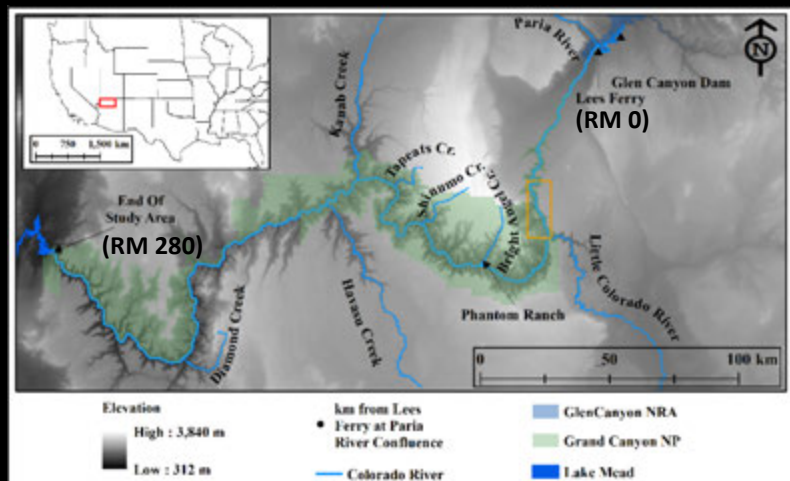 Paria River
Glen Canyon Dam
Lees Ferry
(RM 0)
N
0 750 1,500 km
Kanab Creek
Tapeats Cr.
Shinumo Cr.
Bright Angel Cr.
End Of
Study Area
(RM 280)
Little Colorado River
Havasu Creek
Phantom Ranch
Diamond Creek
0 50 100 km
Elevation
High : 3,840 m
Low : 312 m
km from Lees
Ferry at Paria
River Confluence
Colorado River
GlenCanyon NRA
Grand Canyon NP
Lake Mead